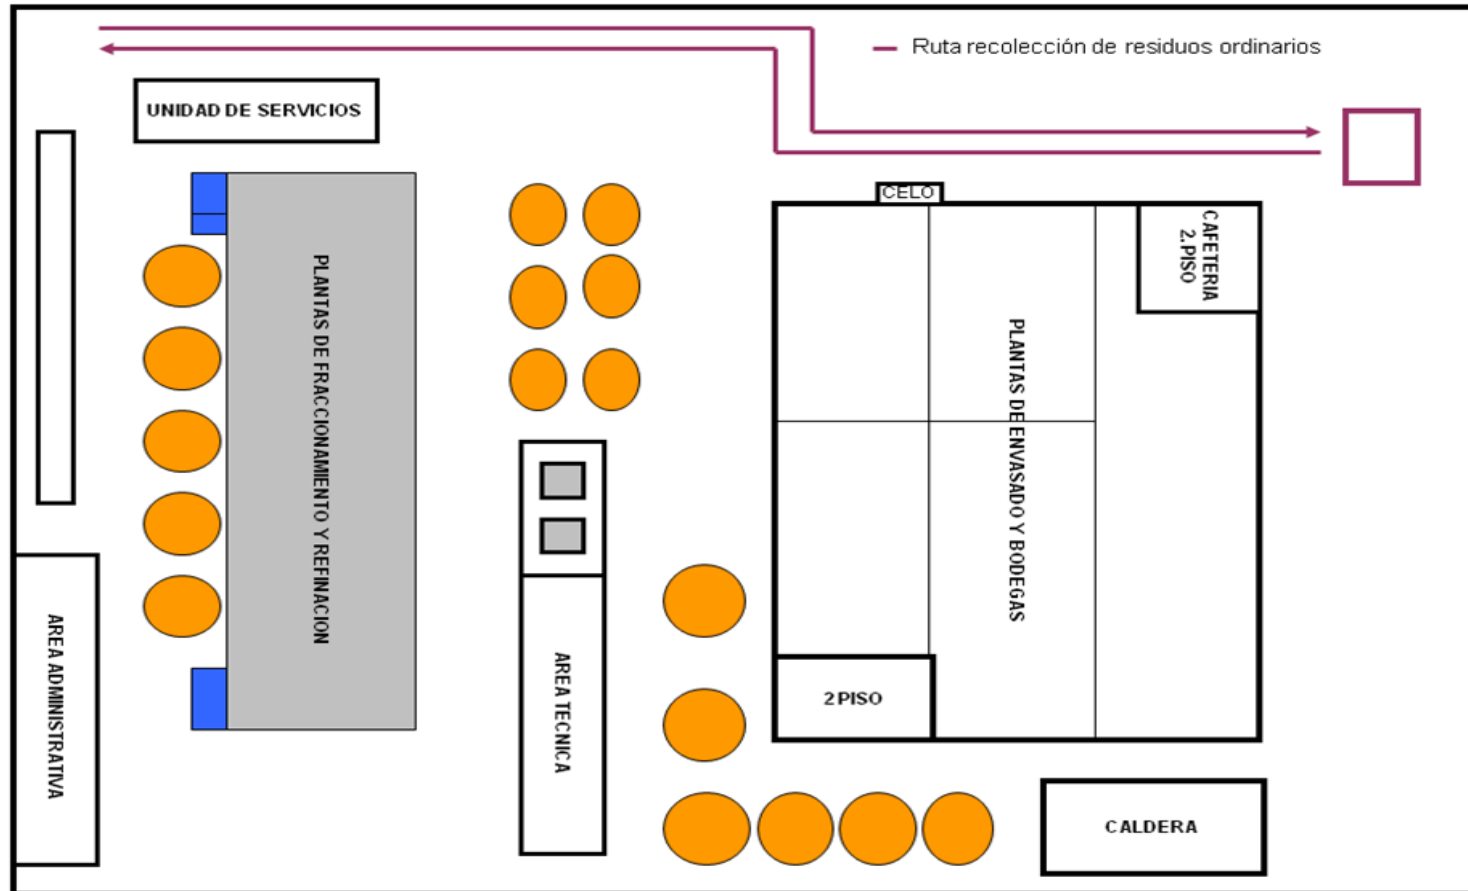 Ruta recolección de residuos ordinarios
UNIDAD DE SERVICIOS
CELO
CAFETERIA
2.PISO
PLANTAS DE FRACCIONAMIENTO Y REFINACION
PLANTAS DE ENVASADO Y BODEGAS
AREA ADMINISTRATIVA
AREA TECNICA
2 PISO
CALDERA